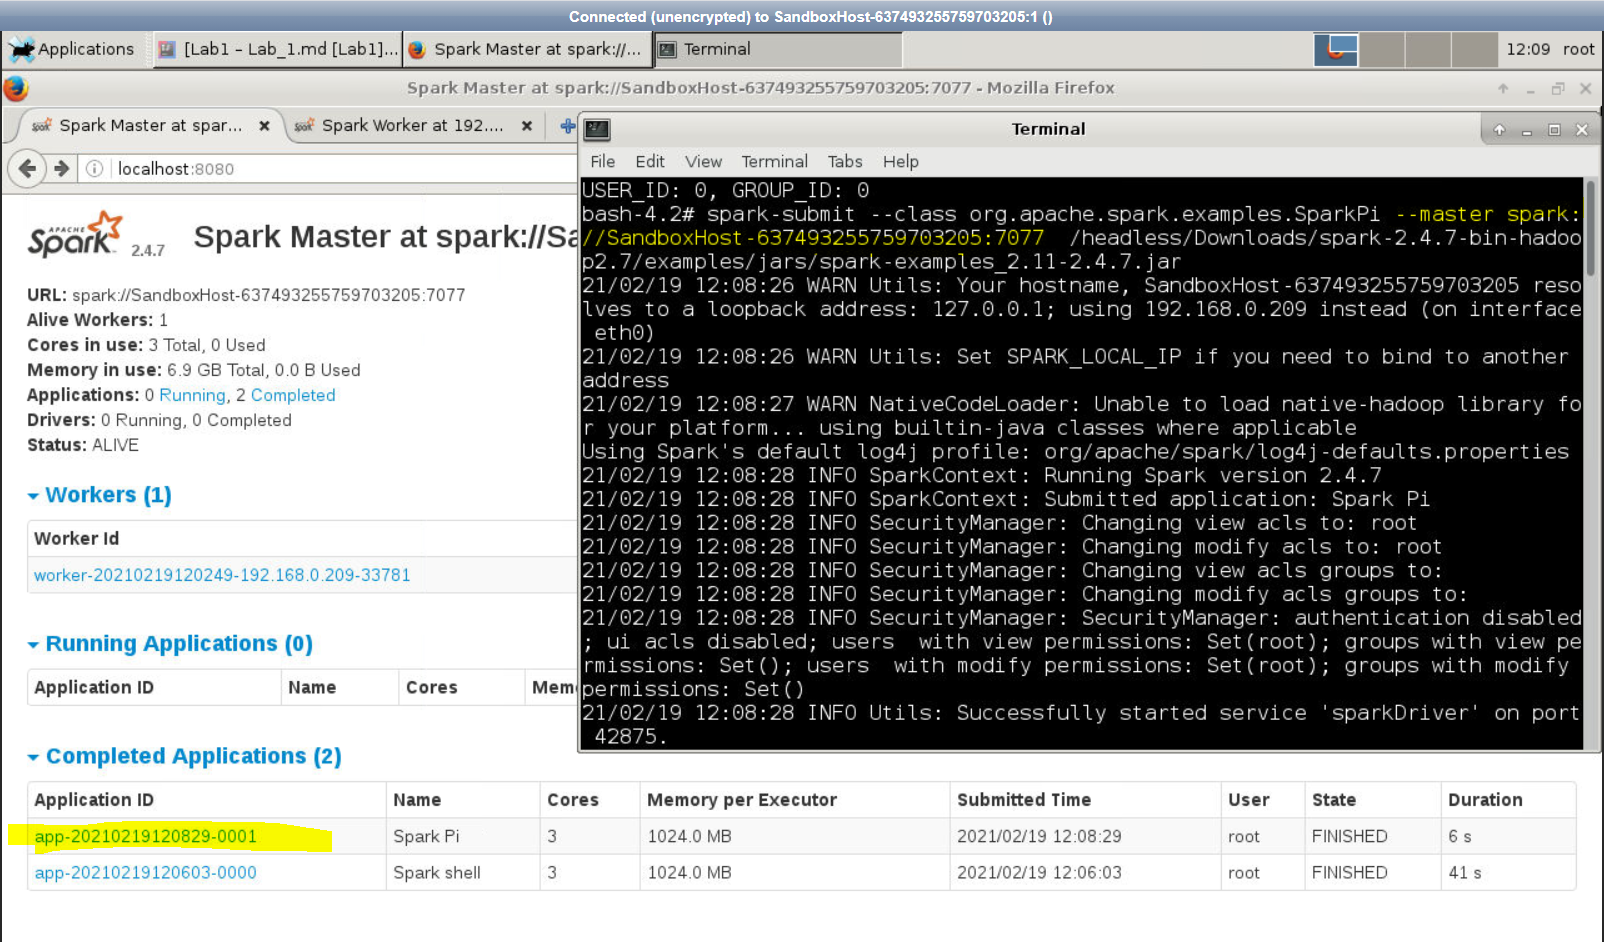 Connected (unencrypted) to SandboxHost-637493255759703205:1 ()
Applications
[Lab1 – Lab_1.md [Lab1]...
Spark Master at spark://...
Terminal
12:09 root
Spark Master at spark://SandboxHost-637493255759703205:7077 - Mozilla Firefox
Spark Master at spar...
Spark Worker at 192....
localhost:8080
APACHE
Spark 2.4.7
Spark Master at spark://Sa
URL: spark://SandboxHost-637493255759703205:7077
Alive Workers: 1
Cores in use: 3 Total, 0 Used
Memory in use: 6.9 GB Total, 0.0 B Used
Applications: 0 Running, 2 Completed
Drivers: 0 Running, 0 Completed
Status: ALIVE
Workers (1)
Worker Id
worker-20210219120249-192.168.0.209-33781
Running Applications (0)
Application ID Name Cores Mem
Terminal
File Edit View Terminal Tabs Help
USER_ID: 0, GROUP_ID: 0
bash-4.2# spark-submit --class org.apache.spark.examples.SparkPi --master spark:
//SandboxHost-637493255759703205:7077  /headless/Downloads/spark-2.4.7-bin-hadoo
p2.7/examples/jars/spark-examples_2.11-2.4.7.jar
21/02/19 12:08:26 WARN Utils: Your hostname, SandboxHost-637493255759703205 reso
lves to a loopback address: 127.0.0.1; using 192.168.0.209 instead (on interface
 eth0)
21/02/19 12:08:26 WARN Utils: Set SPARK_LOCAL_IP if you need to bind to another
address
21/02/19 12:08:27 WARN NativeCodeLoader: Unable to load native-hadoop library fo
r your platform... using builtin-java classes where applicable
Using Spark's default log4j profile: org/apache/spark/log4j-defaults.properties
21/02/19 12:08:28 INFO SparkContext: Running Spark version 2.4.7
21/02/19 12:08:28 INFO SparkContext: Submitted application: Spark Pi
21/02/19 12:08:28 INFO SecurityManager: Changing view acls to: root
21/02/19 12:08:28 INFO SecurityManager: Changing modify acls to: root
21/02/19 12:08:28 INFO SecurityManager: Changing view acls groups to:
21/02/19 12:08:28 INFO SecurityManager: Changing modify acls groups to:
21/02/19 12:08:28 INFO SecurityManager: SecurityManager: authentication disabled
; ui acls disabled; users  with view permissions: Set(root); groups with view pe
rmissions: Set(); users  with modify permissions: Set(root); groups with modify
permissions: Set()
21/02/19 12:08:28 INFO Utils: Successfully started service 'sparkDriver' on port
 42875.
Completed Applications (2)
Application ID Name Cores Memory per Executor Submitted Time User State Duration
app-20210219120829-0001 Spark Pi 3 1024.0 MB 2021/02/19 12:08:29 root FINISHED 6 s
app-20210219120603-0000 Spark shell 3 1024.0 MB 2021/02/19 12:06:03 root FINISHED 41 s